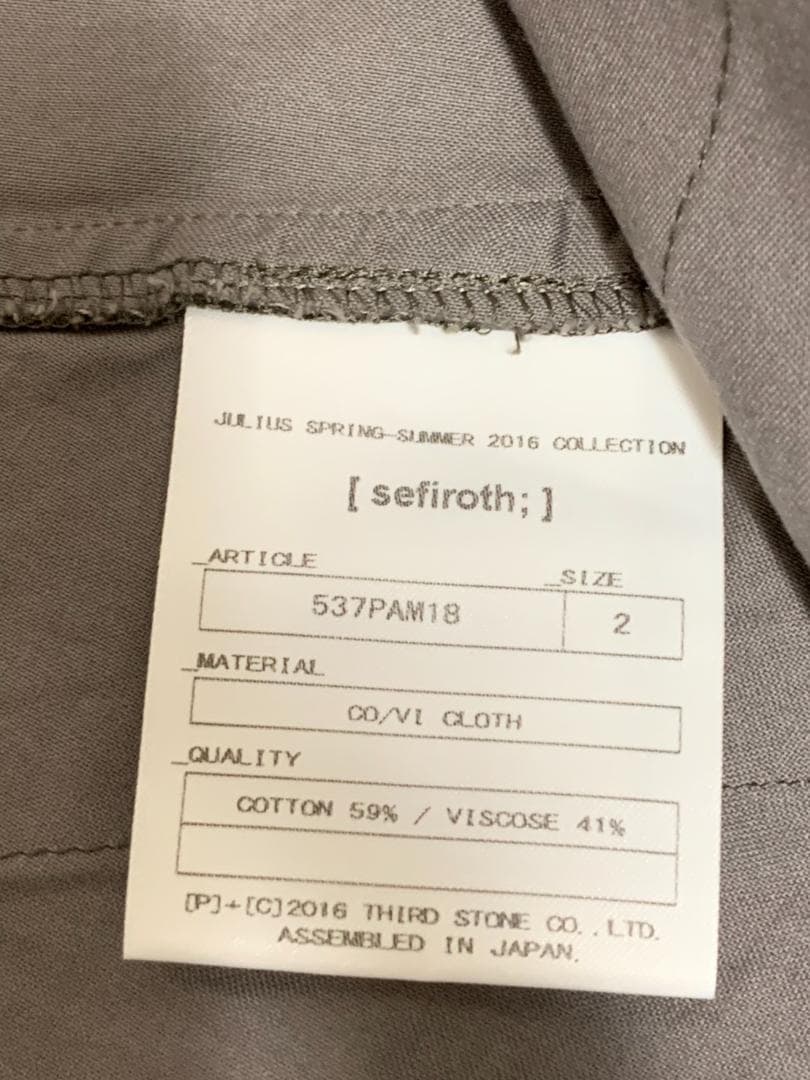 JULIUS SPRING-SUMMER 2016 COLLECTION
[ sefiroth; ]
_ARTICLE _SIZE
537PAM18 2
_MATERIAL
CO/VI CLOTH
_QUALITY
COTTON 59% / VISCOSE 41%
[P]+[C]2016 THIRD STONE CO.,LTD.
ASSEMBLED IN JAPAN.